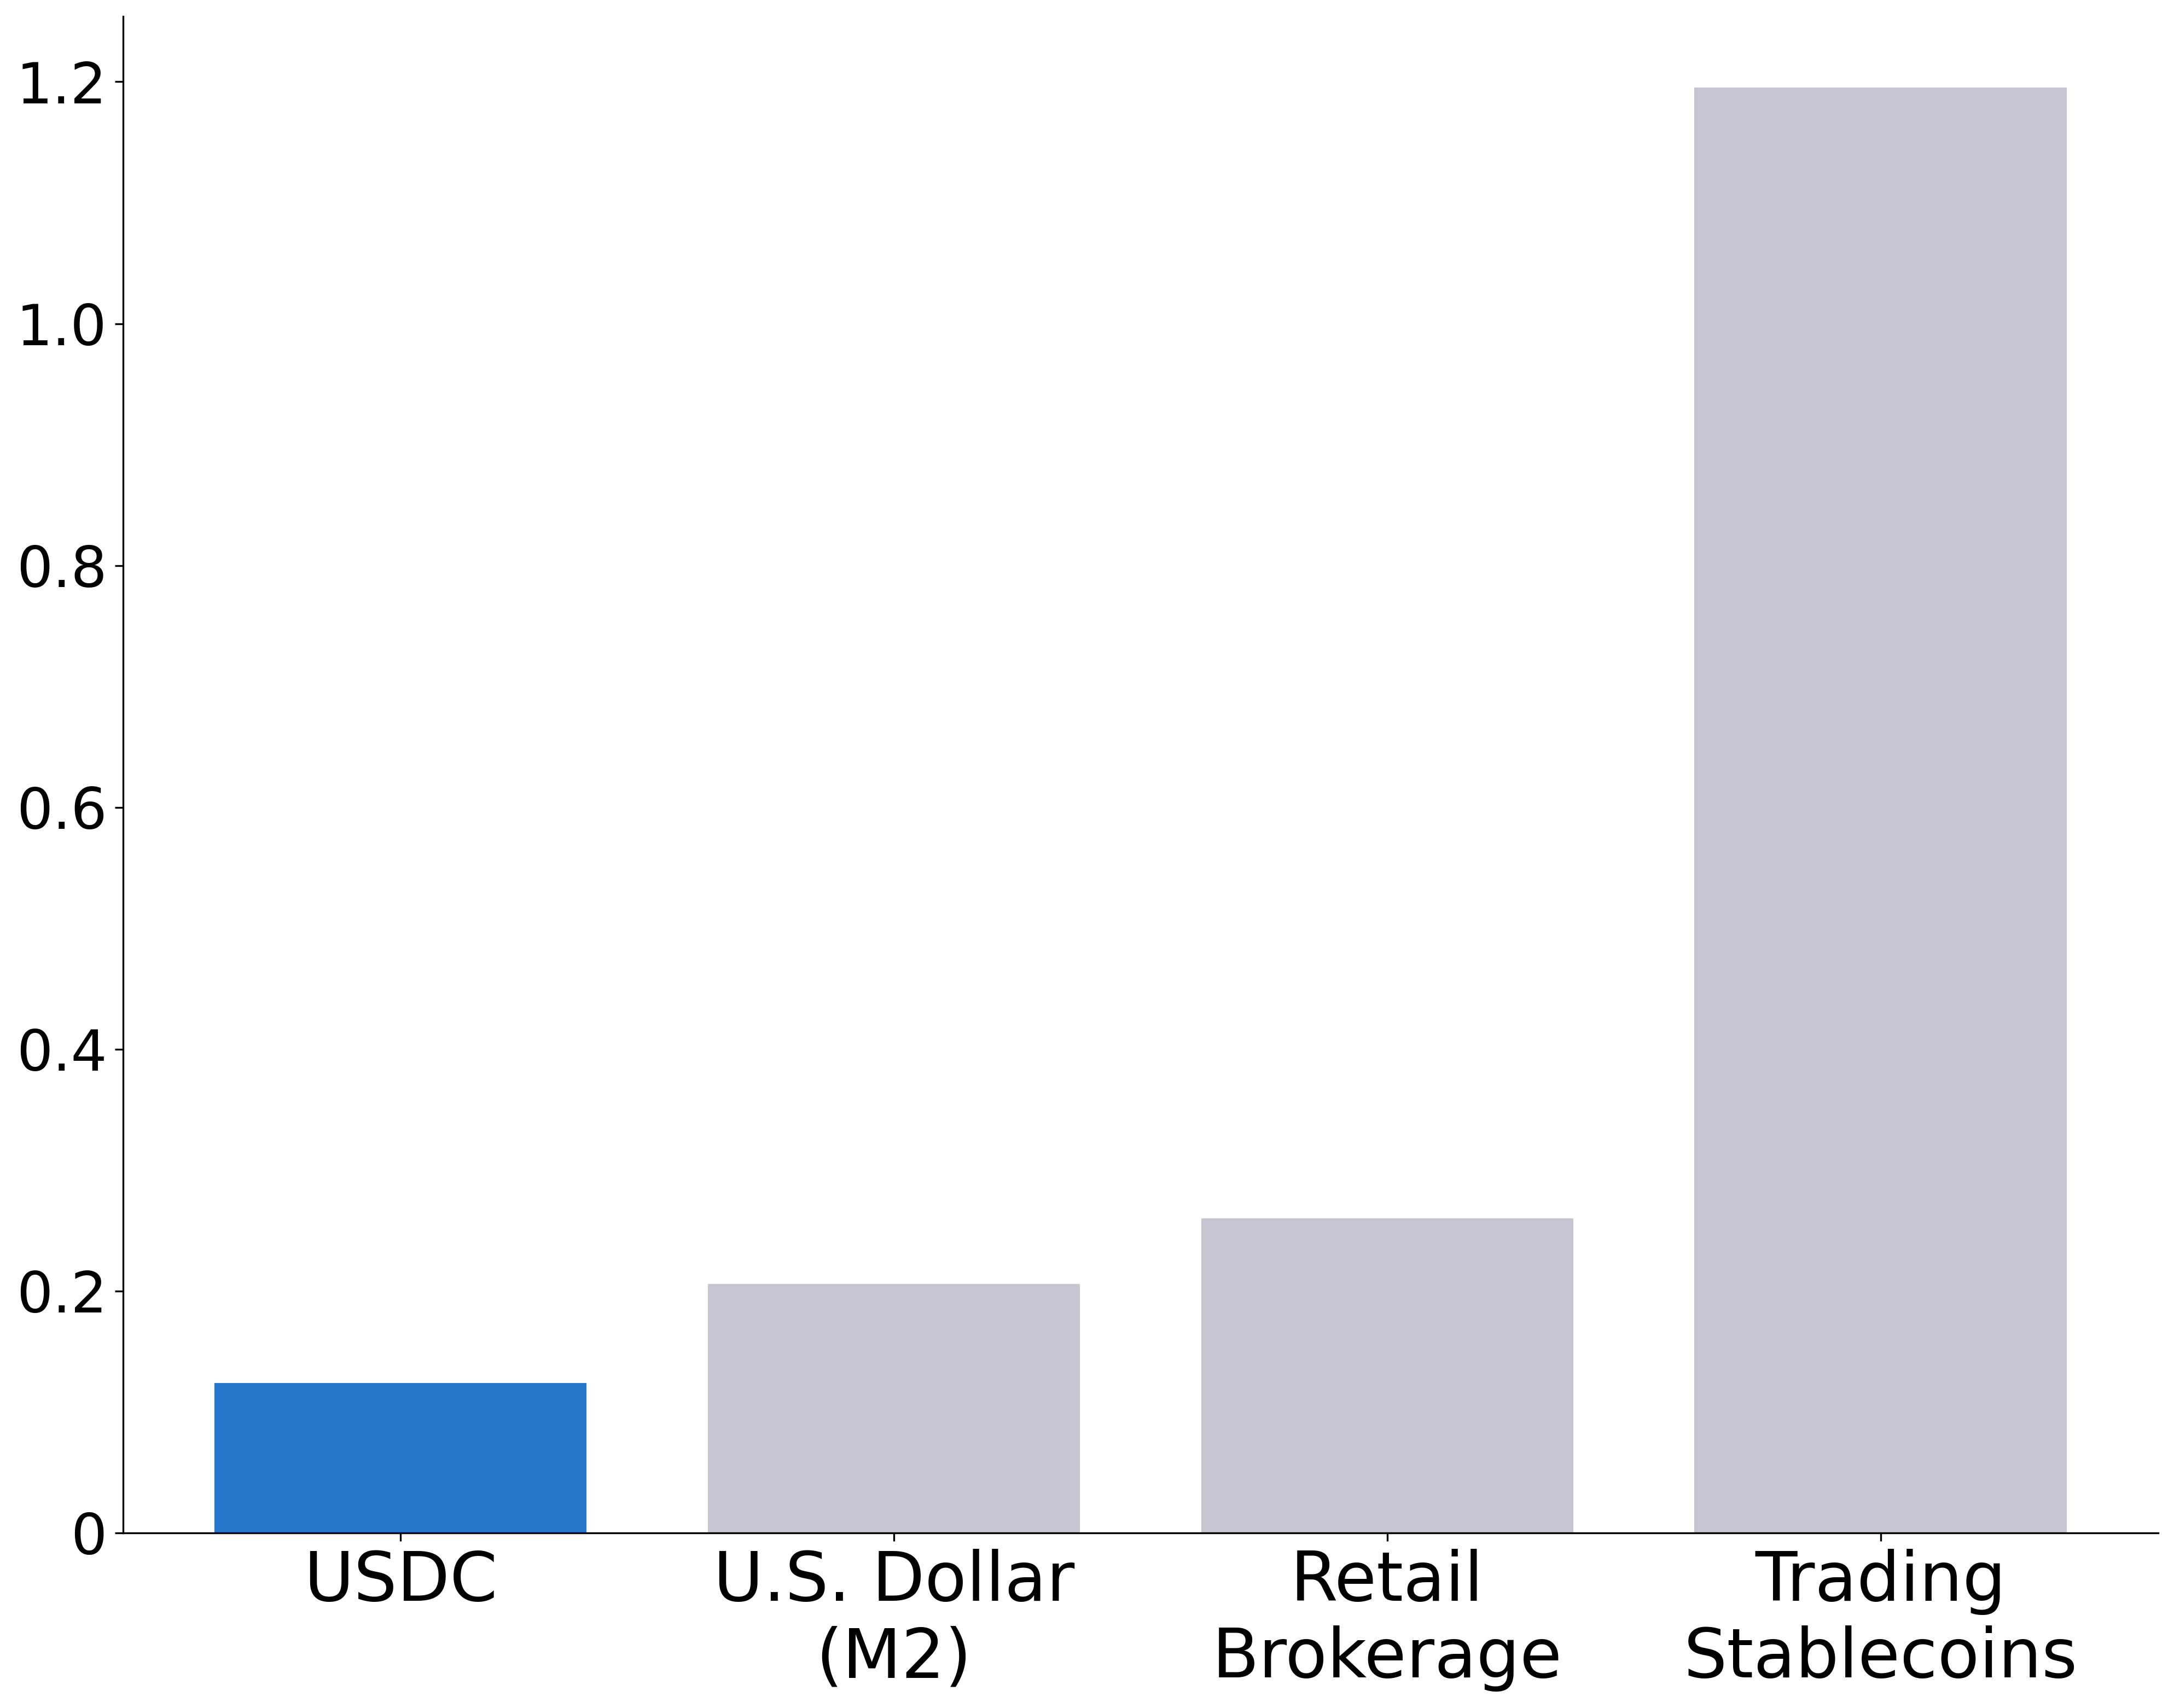 1.2
1.0
0.8
0.6
0.4
0.2
0
USDC
U.S. Dollar
(M2)
Retail
Brokerage
Trading
Stablecoins